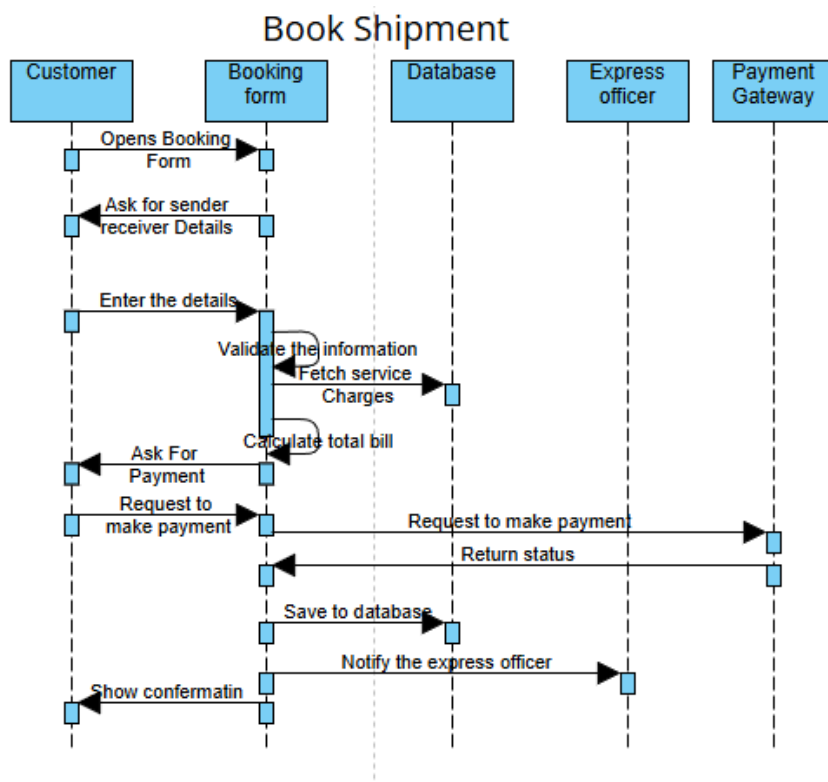 Book Shipment
Customer
Booking
form
Database
Express
officer
Payment
Gateway
Opens Booking
Form
Ask for sender
receiver Details
Enter the details
Validate the information
Fetch service
Charges
Calculate total bill
Ask For
Payment
Request to
make payment
Request to make payment
Return status
Save to database
Notify the express officer
Show confermatin